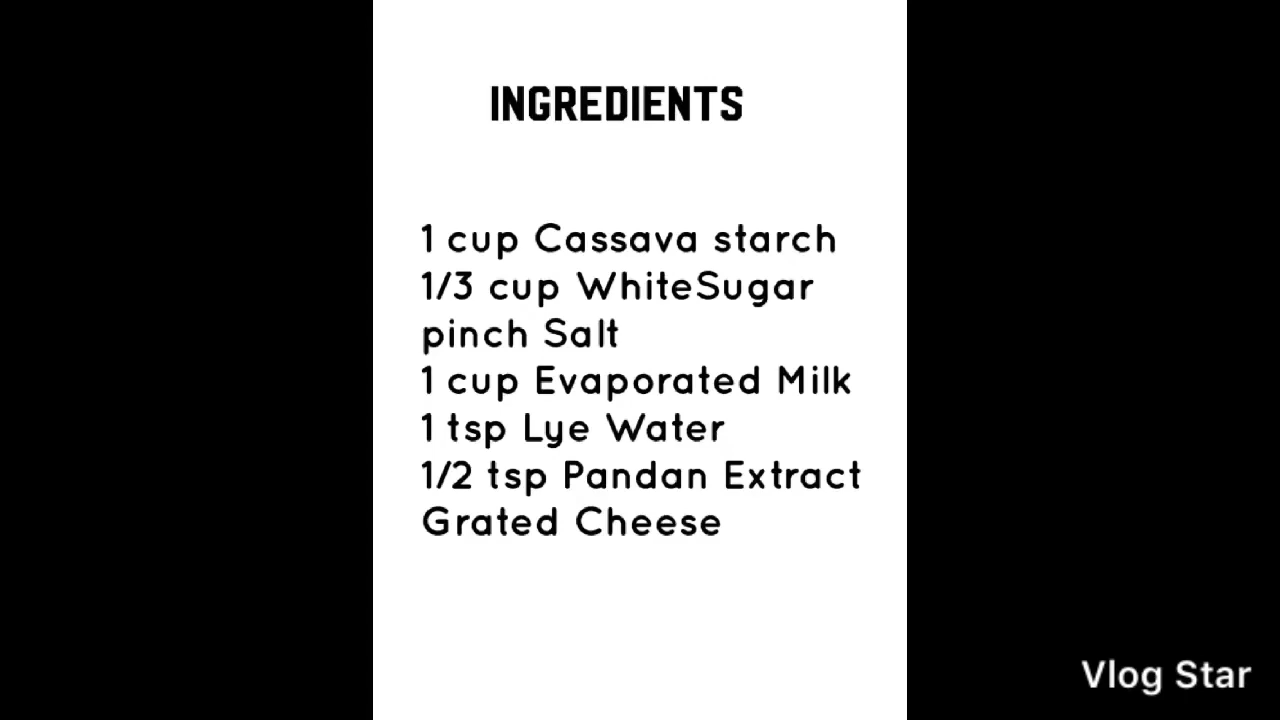 INGREDIENTS
1 cup Cassava starch
1/3 cup WhiteSugar
pinch Salt
1 cup Evaporated Milk
1 tsp Lye Water
1/2 tsp Pandan Extract
Grated Cheese
Vlog Star